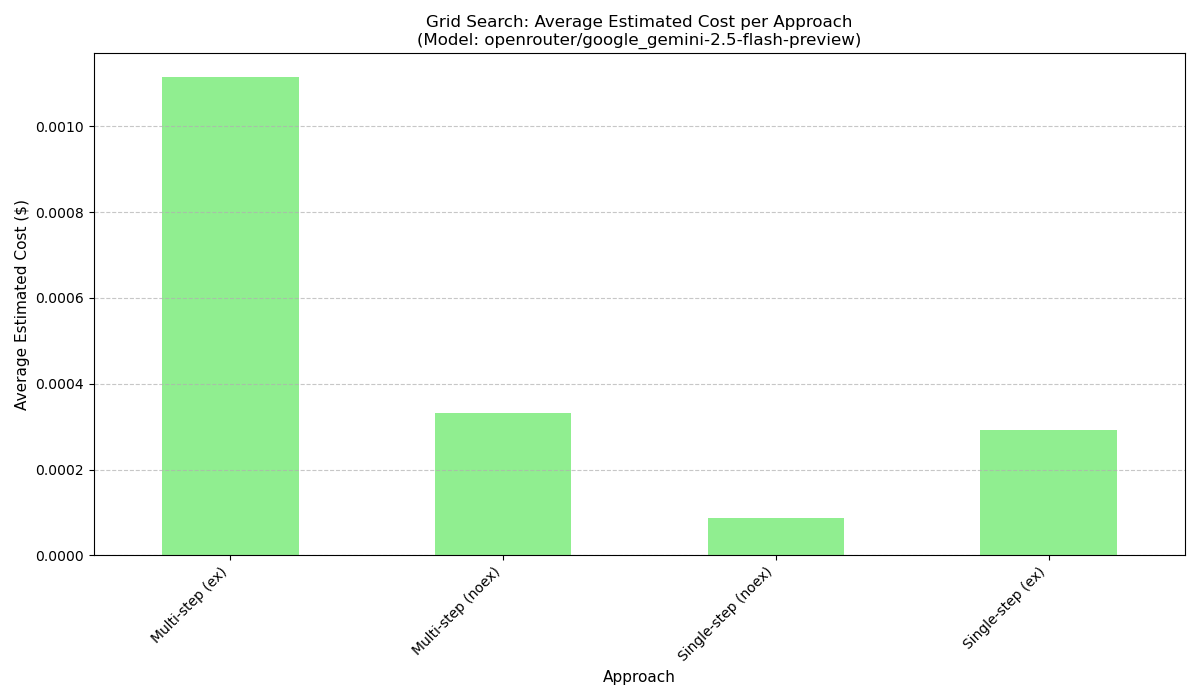 Grid Search: Average Estimated Cost per Approach
(Model: openrouter/google_gemini-2.5-flash-preview)
Average Estimated Cost ($)
0.0010
0.0008
0.0006
0.0004
0.0002
0.0000
Multi-step (ex)
Multi-step (noex)
Single-step (noex)
Single-step (ex)
Approach